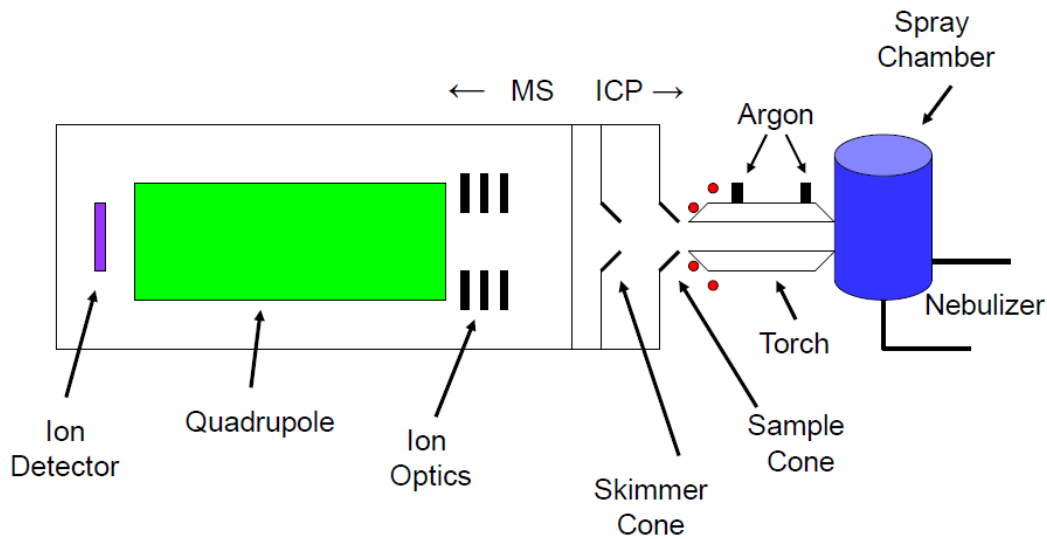 Spray
Chamber
← MS ICP →
Argon
Nebulizer
Torch
Quadrupole
Ion
Detector
Ion
Optics
Sample
Cone
Skimmer
Cone